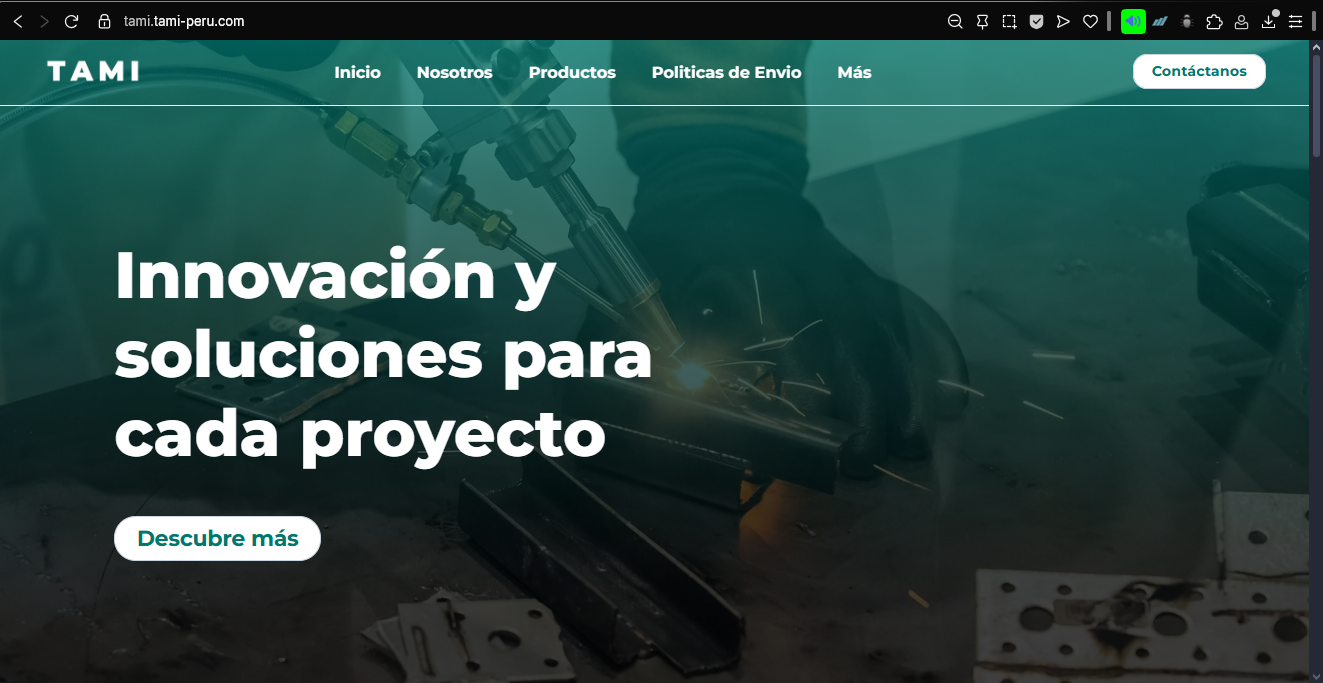 tami.tami-peru.com
TAMI
Inicio
Nosotros
Productos
Politicas de Envio
Más
Contáctanos
Innovación y
soluciones para
cada proyecto
Descubre más